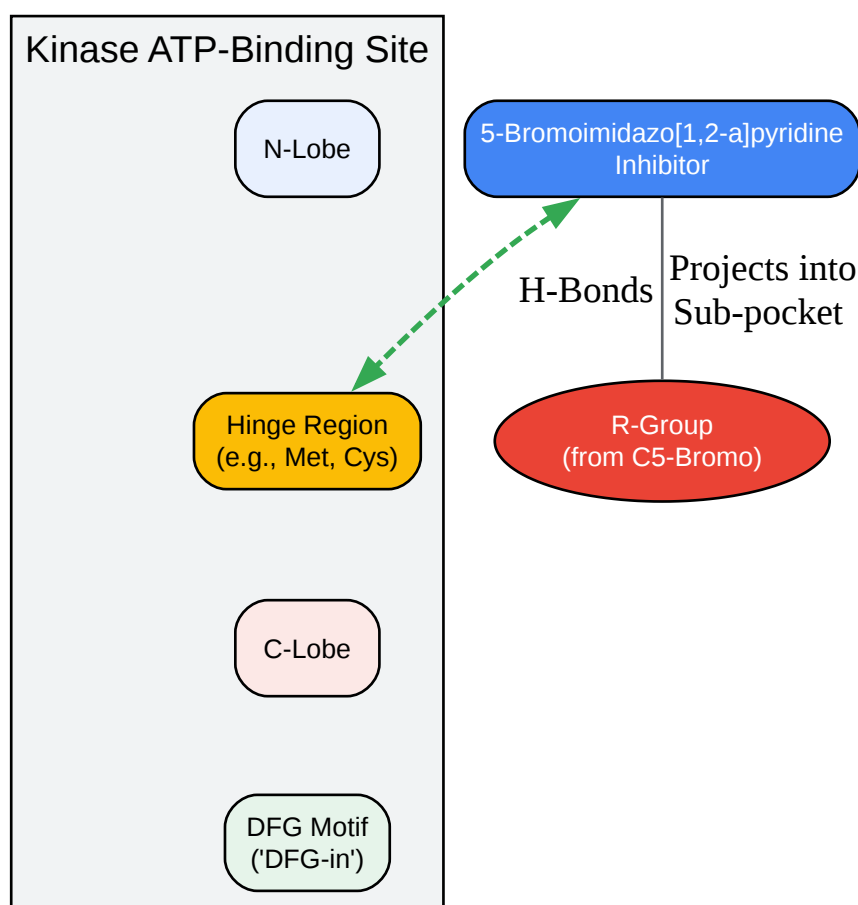 Kinase ATP-Binding Site
N-Lobe
5-Bromoimidazo[1,2-a]pyridine
Inhibitor
H-Bonds
Projects into
Sub-pocket
Hinge Region
(e.g., Met, Cys)
R-Group
(from C5-Bromo)
C-Lobe
DFG Motif
('DFG-in')